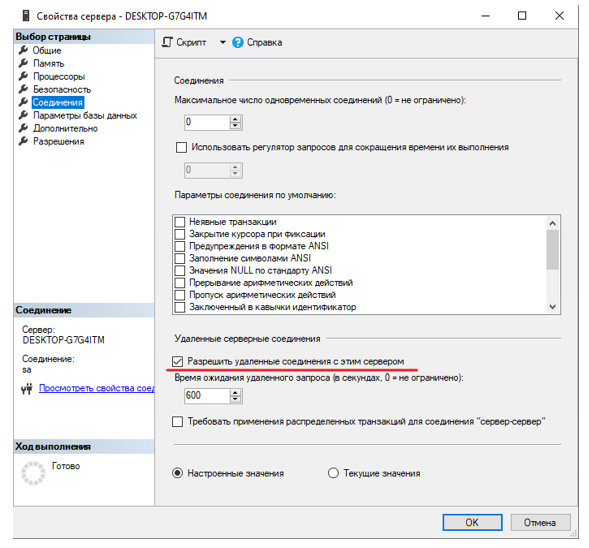 Свойства сервера - DESKTOP-G7G4ITM
Выбор страницы
Общие
Память
Процессоры
Безопасность
Соединения
Параметры базы данных
Дополнительно
Разрешения
Скрипт
Справка
Соединения
Максимальное число одновременных соединений (0 = не ограничено):
0
Использовать регулятор запросов для сокращения времени их выполнения
0
Параметры соединения по умолчанию:
Неявные транзакции
Закрытие курсора при фиксации
Предупреждения в формате ANSI
Заполнение символами ANSI
Значения NULL по стандарту ANSI
Прерывание арифметических действий
Пропуск арифметических действий
Заключенный в кавычки идентификатор
Удаленные серверные соединения
Разрешить удаленные соединения с этим сервером
Время ожидания удаленного запроса (в секундах, 0 = не ограничено):
600
Требовать применения распределенных транзакций для соединения "сервер-сервер"
Настроенные значения
Текущие значения
Соединение
Сервер:
DESKTOP-G7G4ITM
Соединение:
sa
Просмотреть свойства соед
Ход выполнения
Готово
OK
Отмена